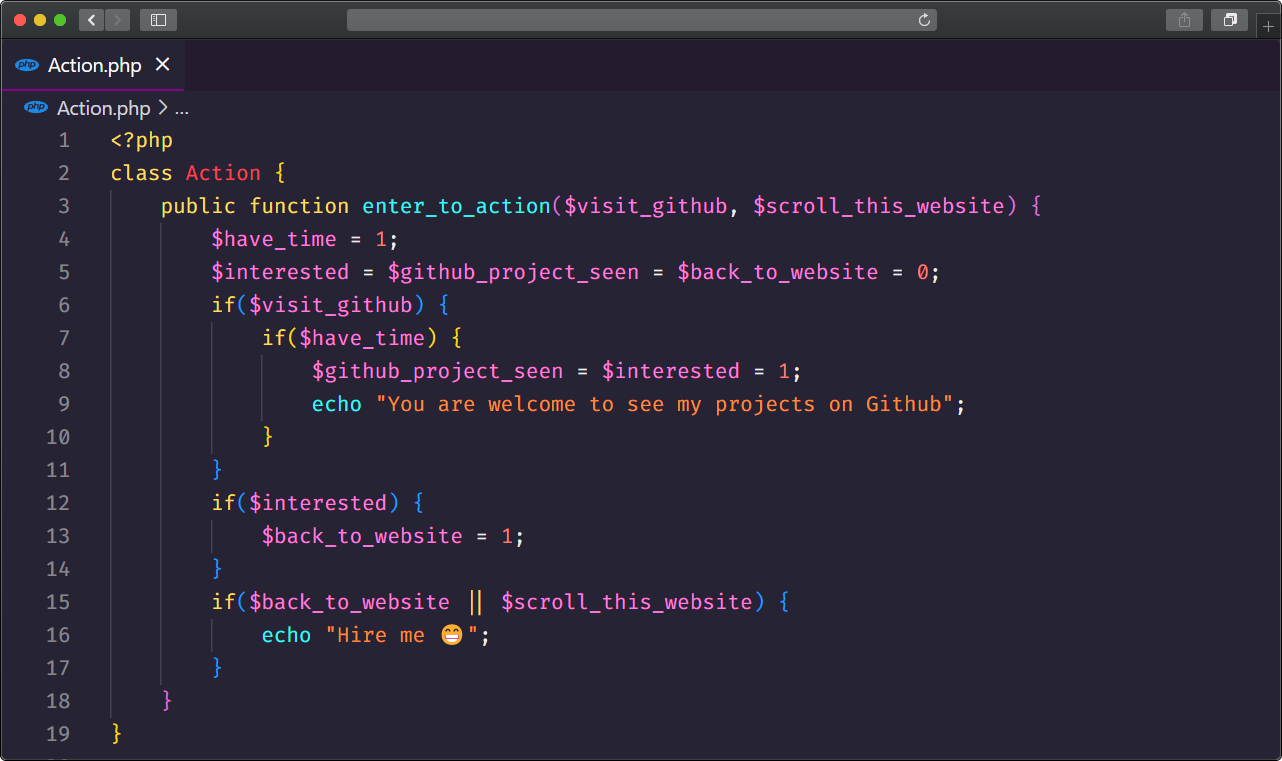 php Action.php ×
php Action.php > ...
1 <?php
2 class Action {
3     public function enter_to_action($visit_github, $scroll_this_website) {
4         $have_time = 1;
5         $interested = $github_project_seen = $back_to_website = 0;
6         if($visit_github) {
7             if($have_time) {
8                 $github_project_seen = $interested = 1;
9                 echo "You are welcome to see my projects on Github";
10             }
11         }
12         if($interested) {
13             $back_to_website = 1;
14         }
15         if($back_to_website || $scroll_this_website) {
16             echo "Hire me 😁";
17         }
18     }
19 }